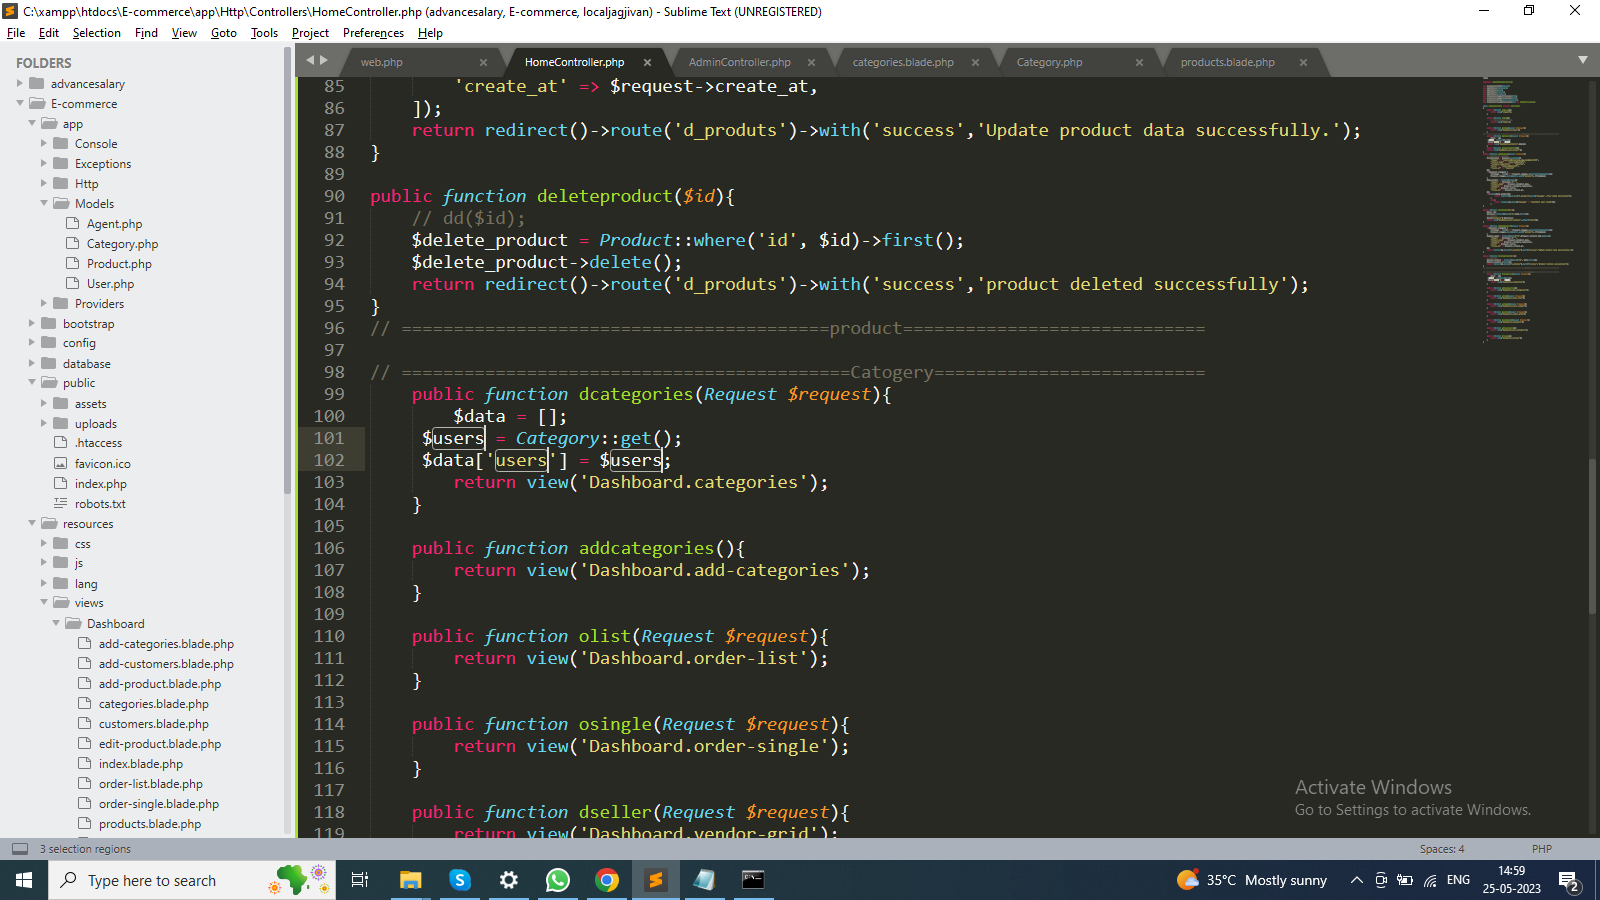 C:\xampp\htdocs\E-commerce\app\Http\Controllers\HomeController.php (advancesalary, E-commerce, localjagjivan) - Sublime Text (UNREGISTERED)
File Edit Selection Find View Goto Tools Project Preferences Help
FOLDERS
advancesalary
E-commerce
app
Console
Exceptions
Http
Models
Agent.php
Category.php
Product.php
User.php
Providers
bootstrap
config
database
public
assets
uploads
.htaccess
favicon.ico
index.php
robots.txt
resources
css
js
lang
views
Dashboard
add-categories.blade.php
add-customers.blade.php
add-product.blade.php
categories.blade.php
customers.blade.php
edit-product.blade.php
index.blade.php
order-list.blade.php
order-single.blade.php
products.blade.php
web.php HomeController.php AdminController.php categories.blade.php Category.php products.blade.php
85 'create_at' => $request->create_at,
86 ]);
87 return redirect()->route('d_produts')->with('success','Update product data successfully.');
88 }
89
90 public function deleteproduct($id){
91 // dd($id);
92 $delete_product = Product::where('id', $id)->first();
93 $delete_product->delete();
94 return redirect()->route('d_produts')->with('success','product deleted successfully');
95 }
96 // =========================================product=============================
97
98 // ===========================================Catogery==========================
99 public function dcategories(Request $request){
100 $data = [];
101 $users = Category::get();
102 $data['users'] = $users;
103 return view('Dashboard.categories');
104 }
105
106 public function addcategories(){
107 return view('Dashboard.add-categories');
108 }
109
110 public function olist(Request $request){
111 return view('Dashboard.order-list');
112 }
113
114 public function osingle(Request $request){
115 return view('Dashboard.order-single');
116 }
117
118 public function dseller(Request $request){
119 return view('Dashboard.vendor-grid');
Activate Windows
Go to Settings to activate Windows.
3 selection regions Spaces: 4 PHP
Type here to search
35°C Mostly sunny ENG 14:59
25-05-2023
2